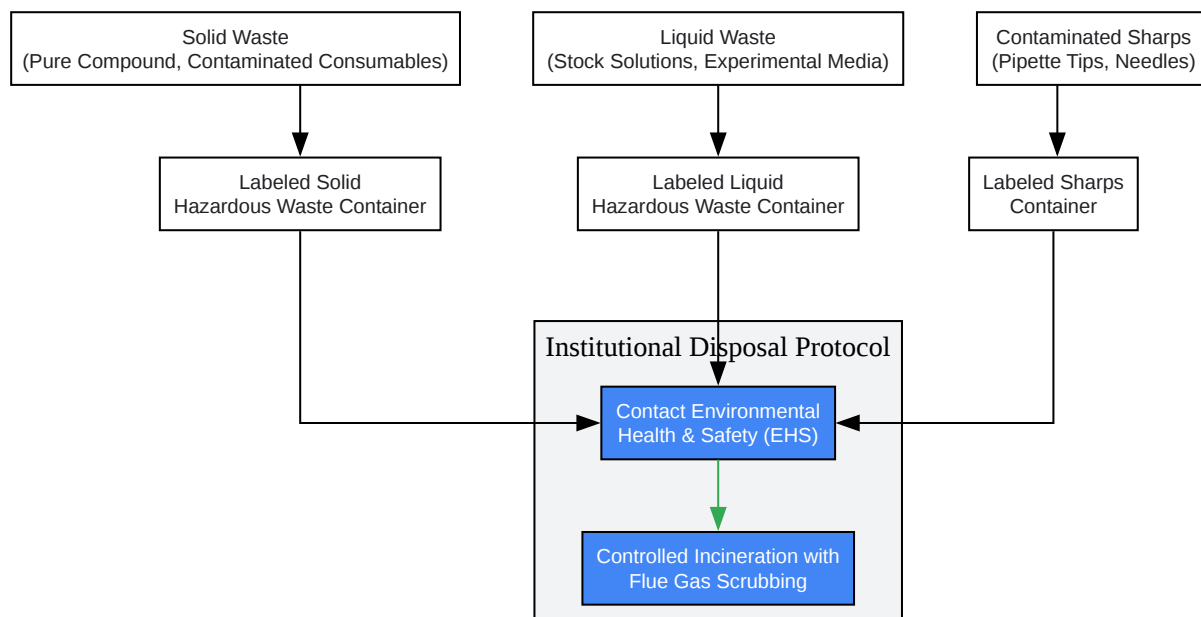 Solid Waste
(Pure Compound, Contaminated Consumables)
Liquid Waste
(Stock Solutions, Experimental Media)
Contaminated Sharps
(Pipette Tips, Needles)
Labeled Solid
Hazardous Waste Container
Labeled Liquid
Hazardous Waste Container
Labeled Sharps
Container
Institutional Disposal Protocol
Contact Environmental
Health & Safety (EHS)
Controlled Incineration with
Flue Gas Scrubbing